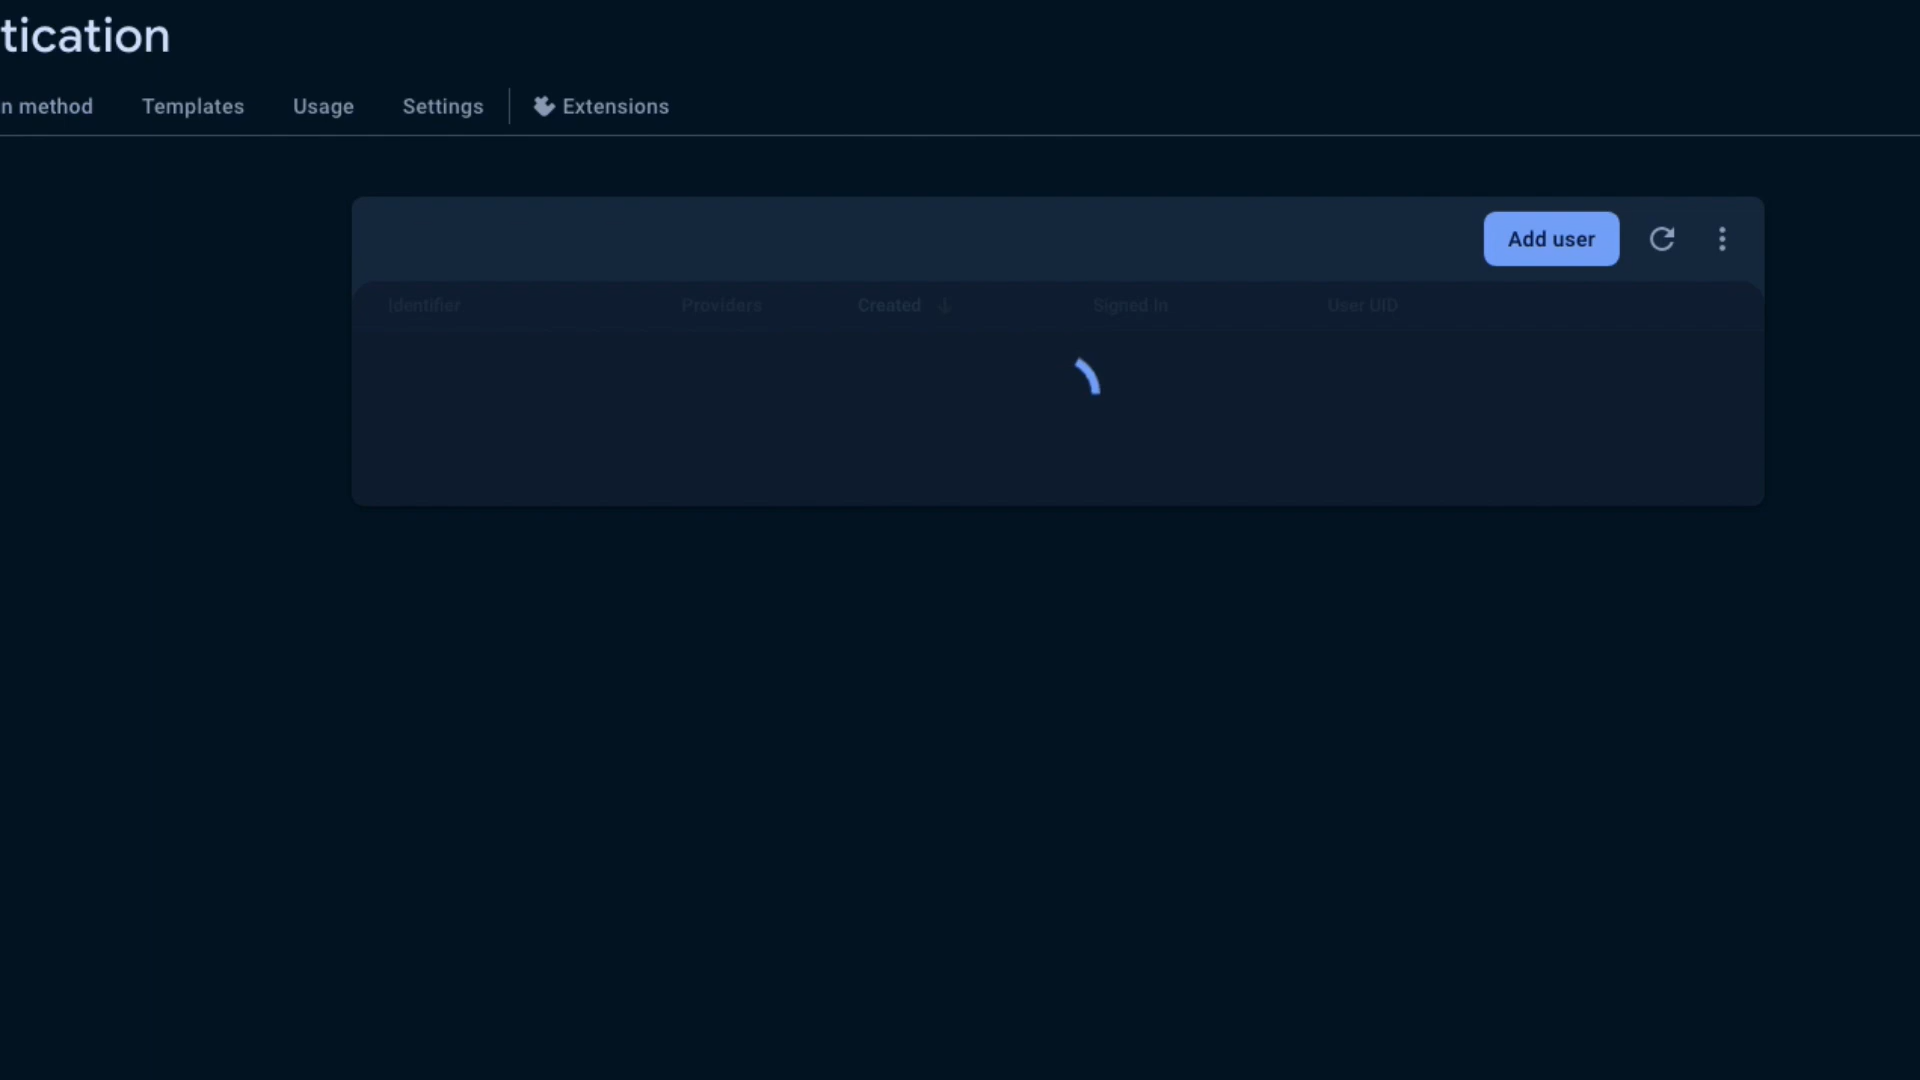 tication
n method Templates Usage Settings Extensions
Add user
Identifier Providers Created Signed In User UID